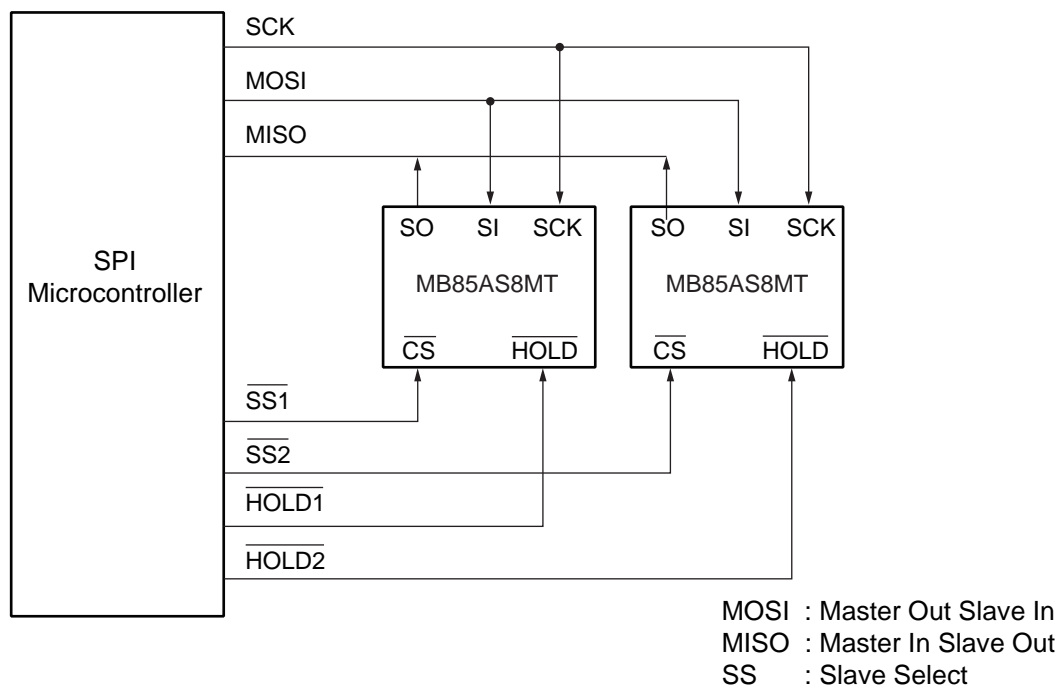 SCK
MOSI
MISO
SPI
Microcontroller
SO SI SCK
MB85AS8MT
CS HOLD
SO SI SCK
MB85AS8MT
CS HOLD
SS1
SS2
HOLD1
HOLD2
MOSI : Master Out Slave In
MISO : Master In Slave Out
SS : Slave Select